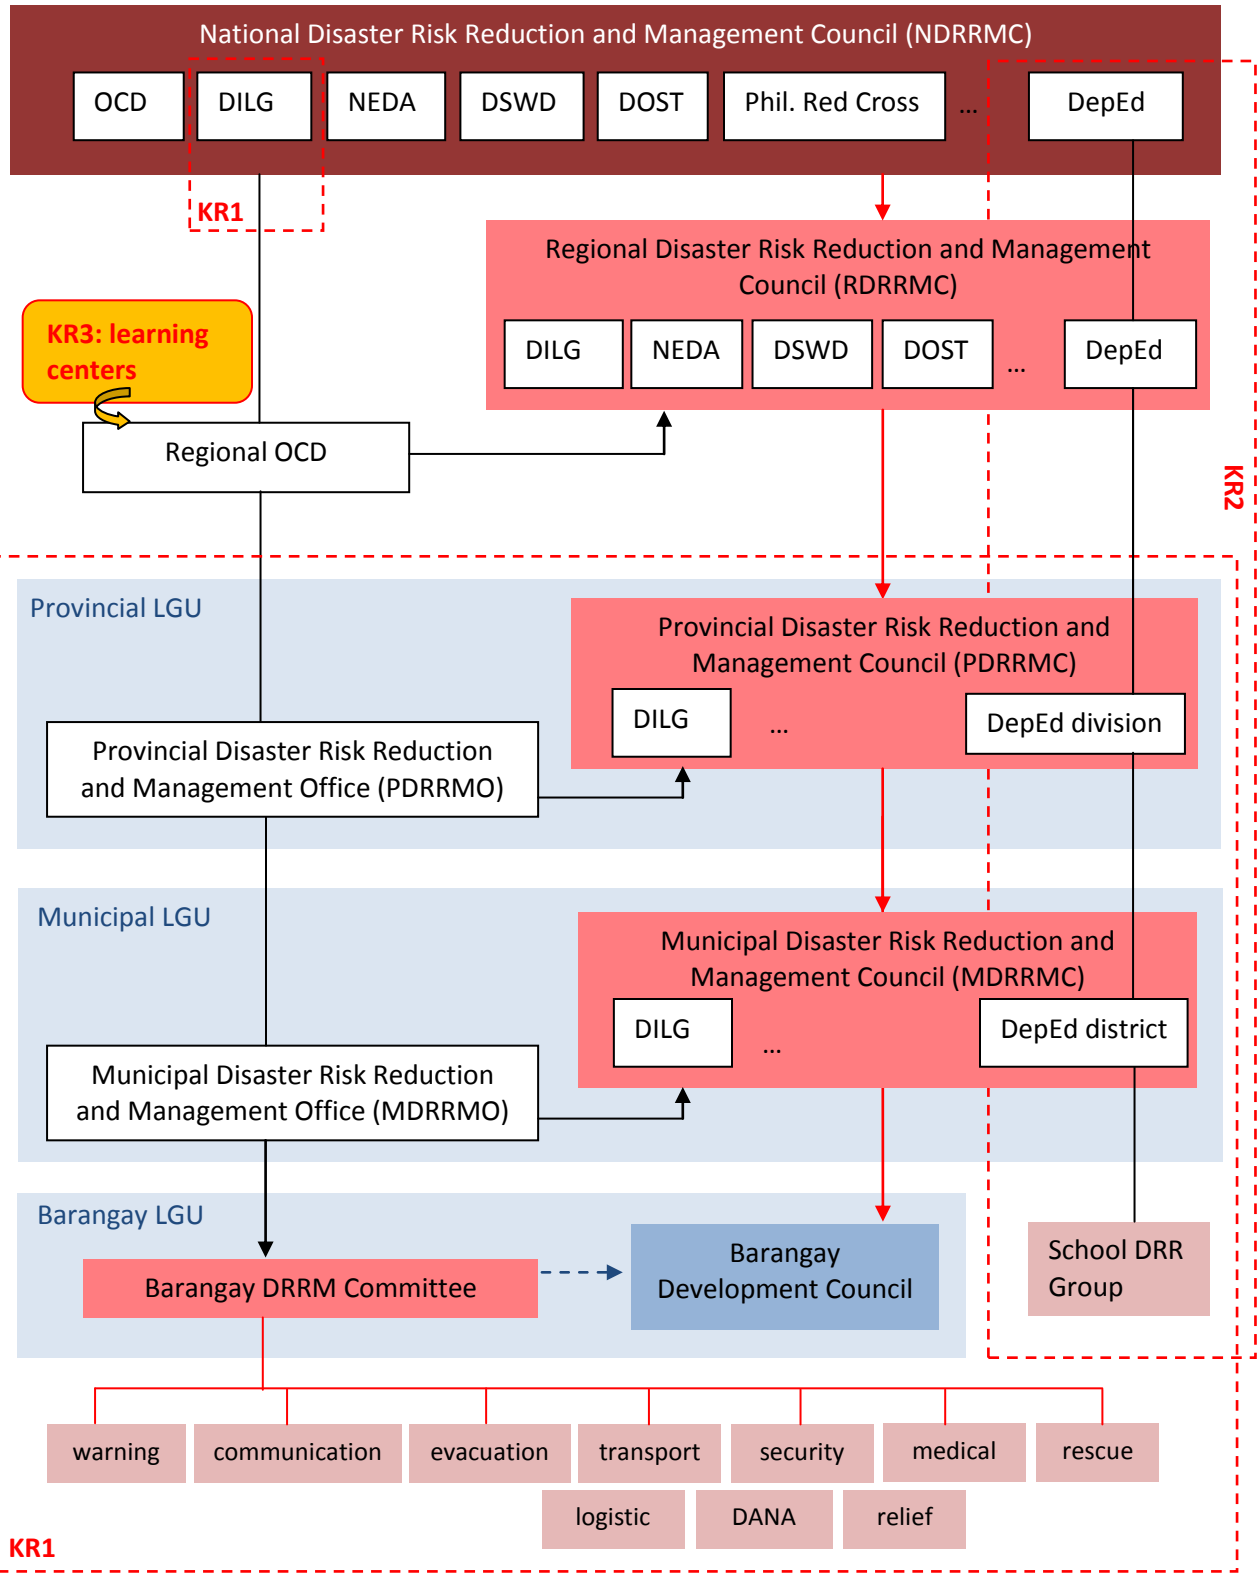 National Disaster Risk Reduction and Management Council (NDRRMC)
OCD
DILG
NEDA
DSWD
DOST
Phil. Red Cross
...
DepEd
KR1
Regional Disaster Risk Reduction and Management
Council (RDRRMC)
DILG
NEDA
DSWD
DOST
...
DepEd
KR3: learning
centers
Regional OCD
KR2
Provincial LGU
Provincial Disaster Risk Reduction and
Management Council (PDRRMC)
DILG
...
DepEd division
Provincial Disaster Risk Reduction
and Management Office (PDRRMO)
Municipal LGU
Municipal Disaster Risk Reduction and
Management Council (MDRRMC)
DILG
...
DepEd district
Municipal Disaster Risk Reduction
and Management Office (MDRRMO)
Barangay LGU
Barangay DRRM Committee
Barangay
Development Council
School DRR
Group
warning
communication
evacuation
transport
security
medical
rescue
logistic
DANA
relief
KR1